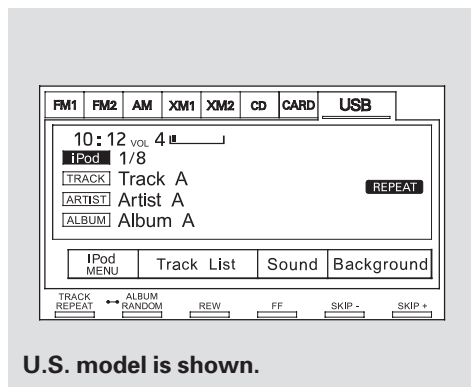 FM1 FM2 AM XM1 XM2 CD CARD USB
10:12 VOL 4
iPod 1/8
TRACK Track A
REPEAT
ARTIST Artist A
ALBUM Album A
IPod MENU Track List Sound Background
TRACK REPEAT ALBUM RANDOM REW FF SKIP - SKIP +
U.S. model is shown.